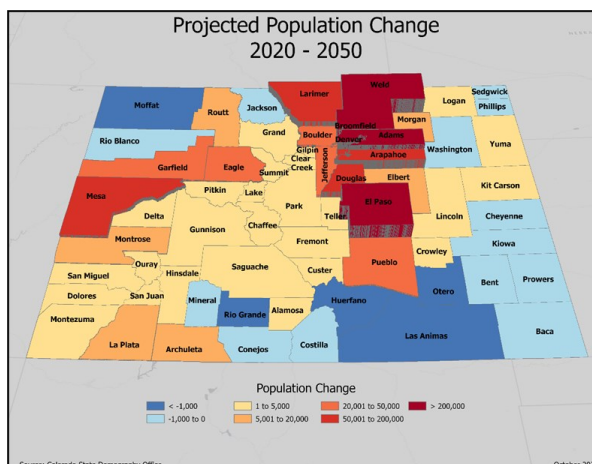 Projected Population Change
2020 - 2050
Moffat
Routt
Jackson
Larimer
Weld
Logan
Sedgwick
Phillips
Rio Blanco
Grand
Boulder
Broomfield
Morgan
Washington
Yuma
Garfield
Eagle
Summit
Gilpin
Clear
Creek
Jefferson
Denver
Adams
Arapahoe
Mesa
Pitkin
Lake
Park
Douglas
Elbert
Kit Carson
Delta
Gunnison
Chaffee
Teller
El Paso
Lincoln
Cheyenne
Montrose
Ouray
Fremont
Kiowa
San Miguel
Hinsdale
Saguache
Custer
Pueblo
Crowley
Dolores
San Juan
Mineral
Rio Grande
Alamosa
Huerfano
Otero
Bent
Prowers
Montezuma
La Plata
Archuleta
Conejos
Costilla
Las Animas
Baca
Population Change
< -1,000
1 to 5,000
20,001 to 50,000
> 200,000
-1,000 to 0
5,001 to 20,000
50,001 to 200,000
Source: Colorado State Demography Office
October